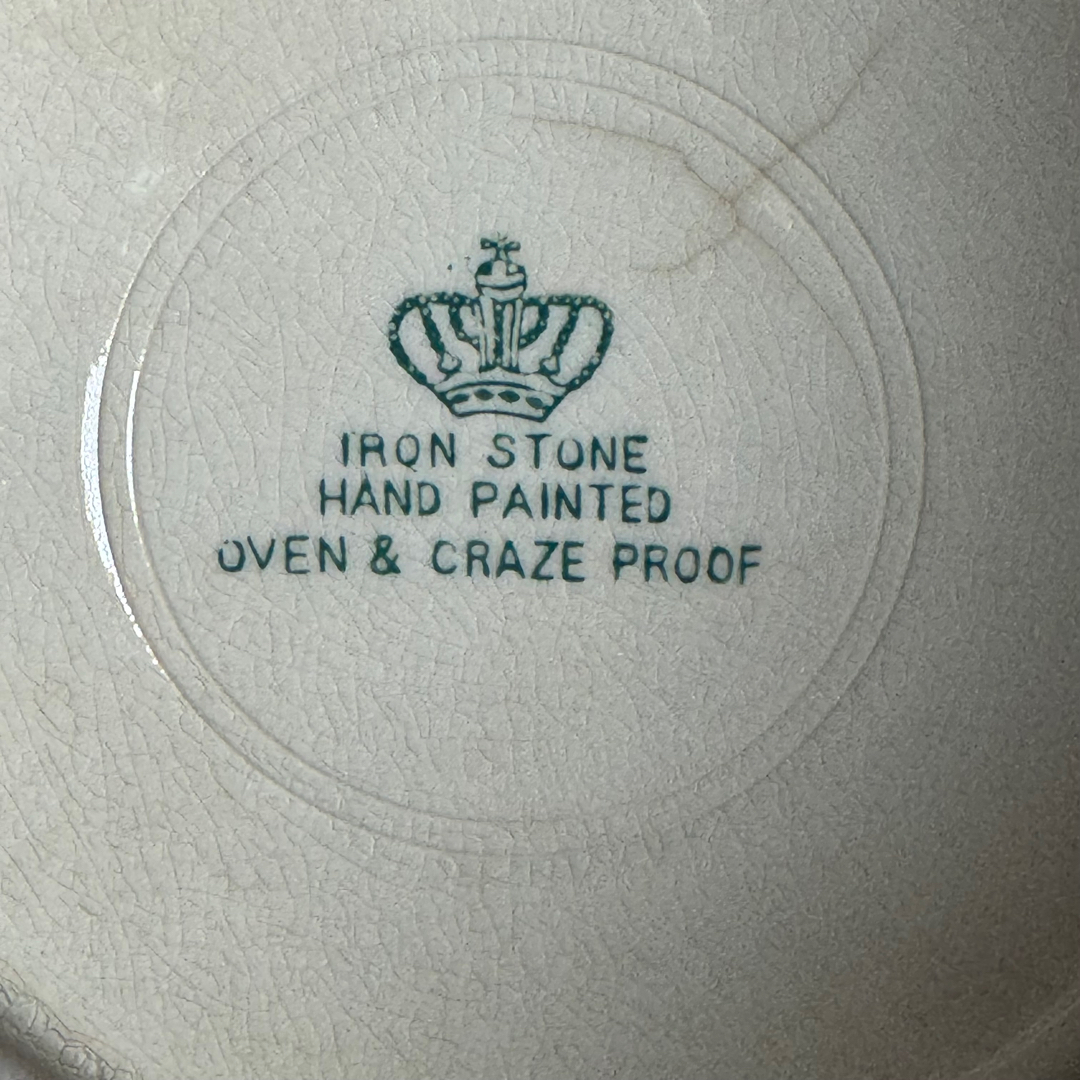 IRON STONE
HAND PAINTED
OVEN & CRAZE PROOF